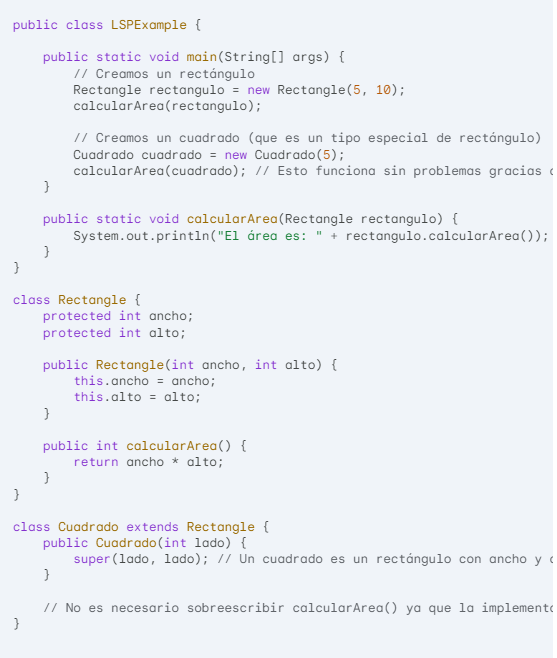 public class LSPExample {
    public static void main(String[] args) {
        // Creamos un rectángulo
        Rectangle rectangulo = new Rectangle(5, 10);
        calcularArea(rectangulo);
        // Creamos un cuadrado (que es un tipo especial de rectángulo)
        Cuadrado cuadrado = new Cuadrado(5);
        calcularArea(cuadrado); // Esto funciona sin problemas gracias
    }
    public static void calcularArea(Rectangle rectangulo) {
        System.out.println("El área es: " + rectangulo.calcularArea());
    }
}
class Rectangle {
    protected int ancho;
    protected int alto;
    public Rectangle(int ancho, int alto) {
        this.ancho = ancho;
        this.alto = alto;
    }
    public int calcularArea() {
        return ancho * alto;
    }
}
class Cuadrado extends Rectangle {
    public Cuadrado(int lado) {
        super(lado, lado); // Un cuadrado es un rectángulo con ancho y
    }
    // No es necesario sobreescribir calcularArea() ya que la
}